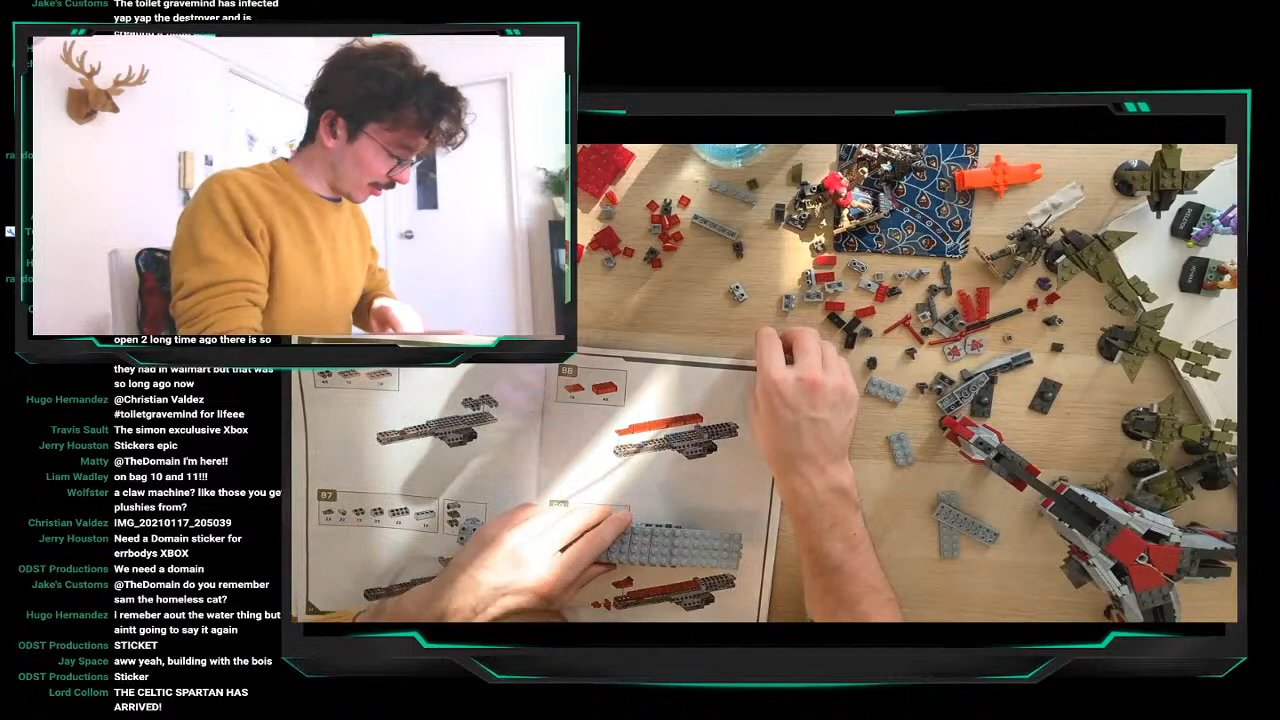 Jake's Customs The toilet gravemind has infected
yap yap the destroyer and is
open 2 long time ago there is so
they had in walmart but that was
so long ago now
Hugo Hernandez @Christian Valdez
#toiletgravemind for lifeee
Travis Sault The simon exculusive Xbox
Jerry Houston Stickers epic
Matty @TheDomain I'm here!!
Liam Wadley on bag 10 and 11!!!
Wolfster a claw machine? like those you get
plushies from?
Christian Valdez IMG_20210117_205039
Jerry Houston Need a Domain sticker for
errbodys XBOX
ODST Productions We need a domain
Jake's Customs @TheDomain do you remember
sam the homeless cat?
Hugo Hernandez I remeber aout the water thing but
aintt going to say it again
ODST Productions STICKET
Jay Space aww yeah, building with the bois
ODST Productions Sticker
Lord Collom THE CELTIC SPARTAN HAS
ARRIVED!
88
87